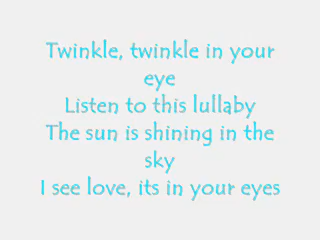 Twinkle, twinkle in your
eye
Listen to this lullaby
The sun is shining in the
sky
I see love, its in your eyes